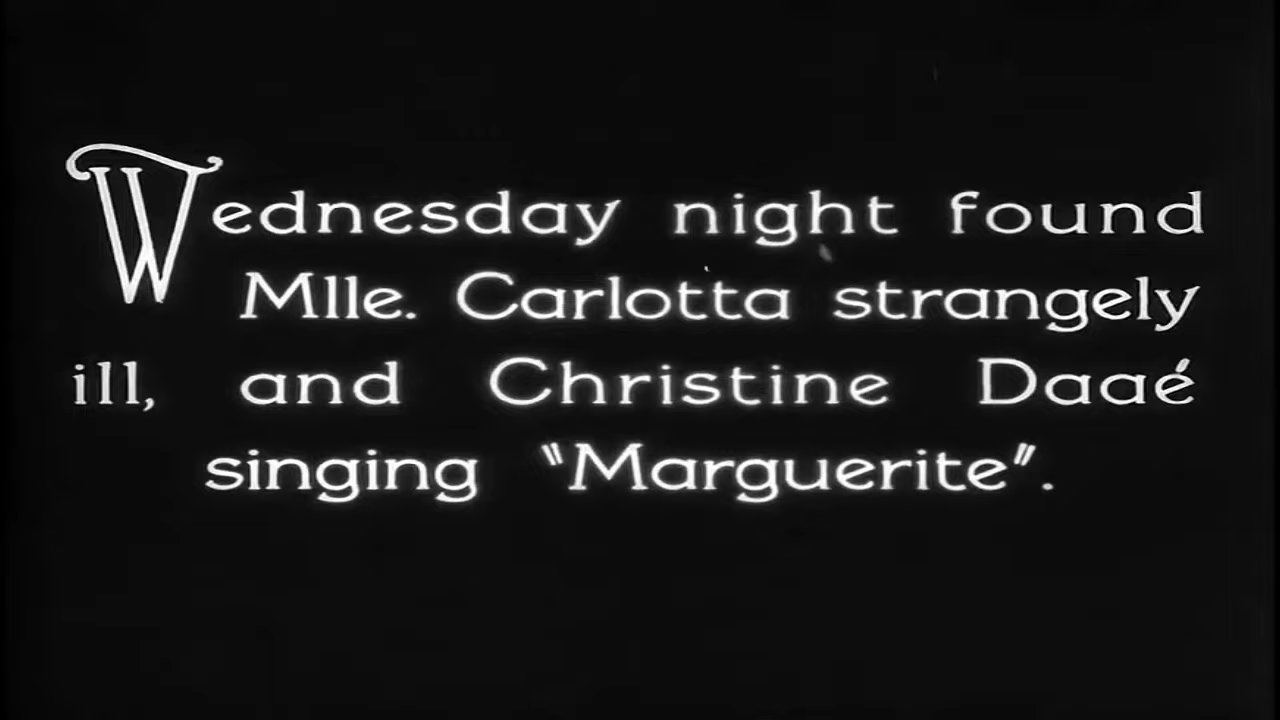 Wednesday night found
Mlle. Carlotta strangely
ill, and Christine Daaé
singing "Marguerite".